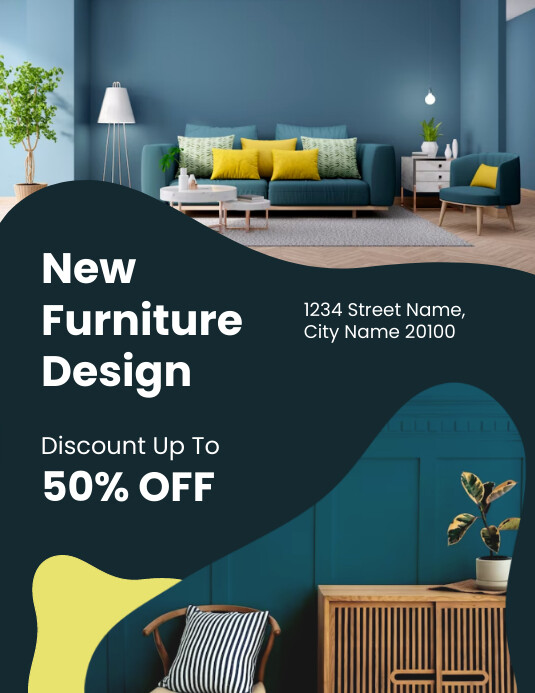 New
Furniture
Design
1234 Street Name,
City Name 20100
Discount Up To
50% OFF